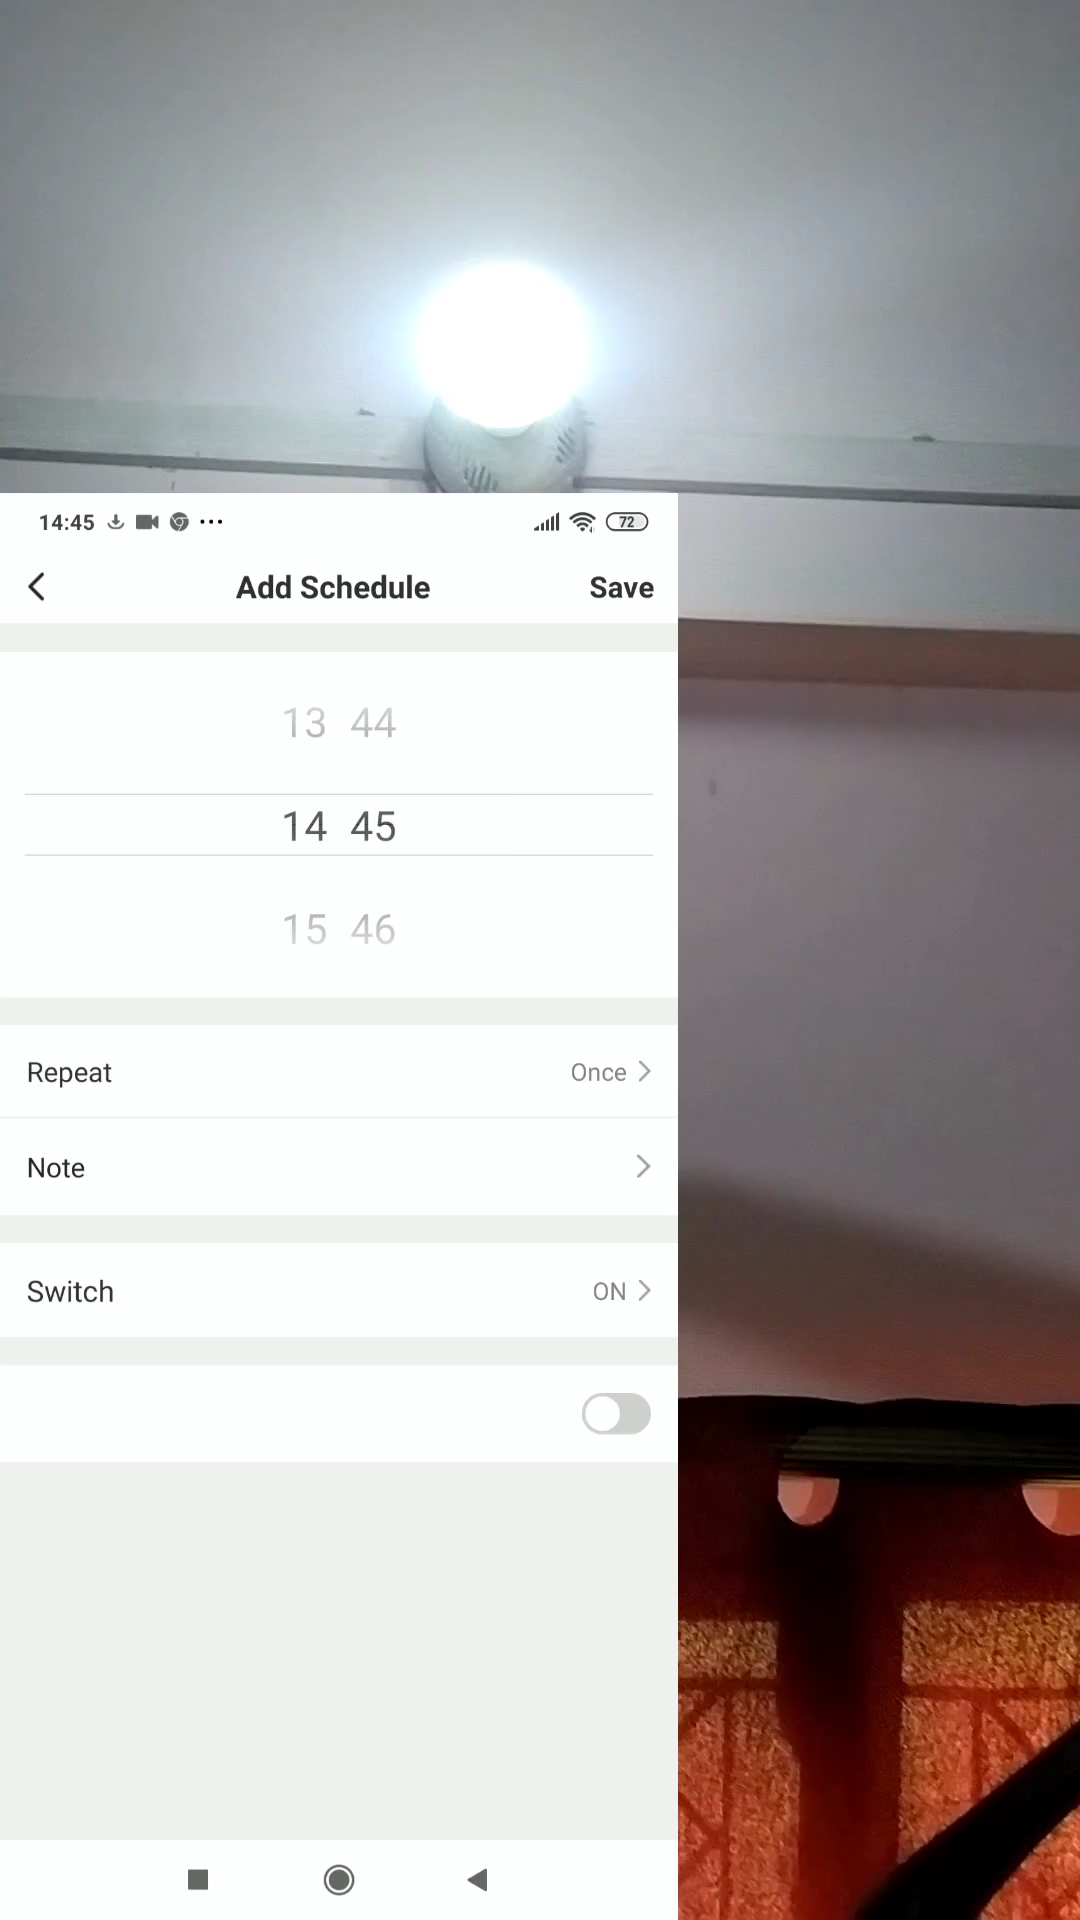 14:45 72
Add Schedule Save
13 44
14 45
15 46
Repeat Once
Note
Switch ON